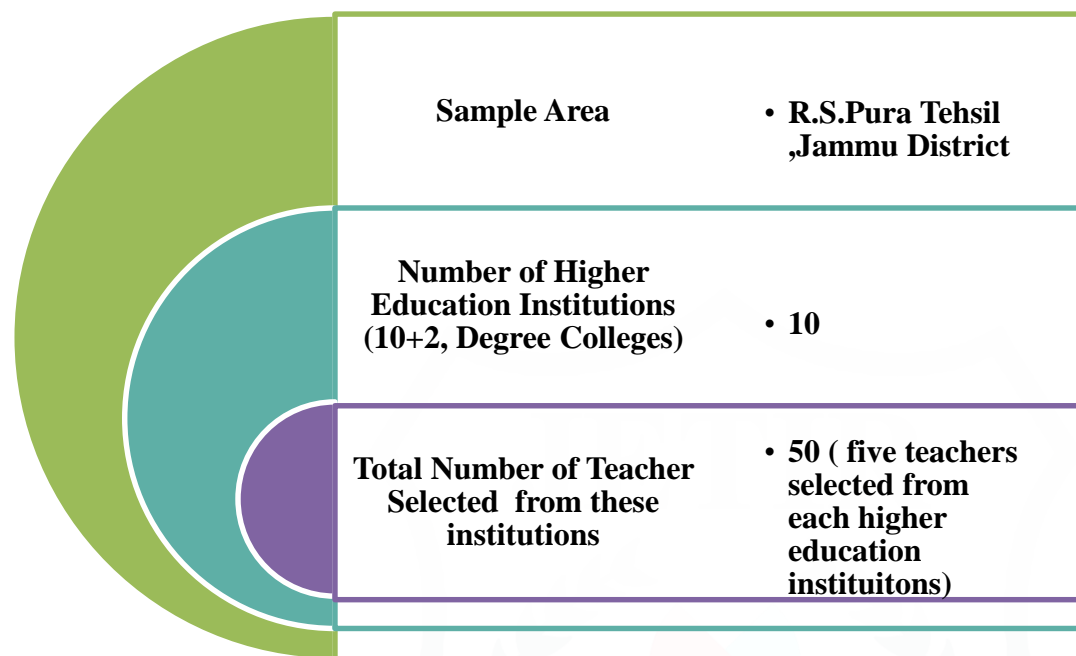 Sample Area
• R.S.Pura Tehsil
,Jammu District
Number of Higher
Education Institutions
(10+2, Degree Colleges)
• 10
Total Number of Teacher
Selected from these
institutions
• 50 ( five teachers
selected from
each higher
education
instituitons)